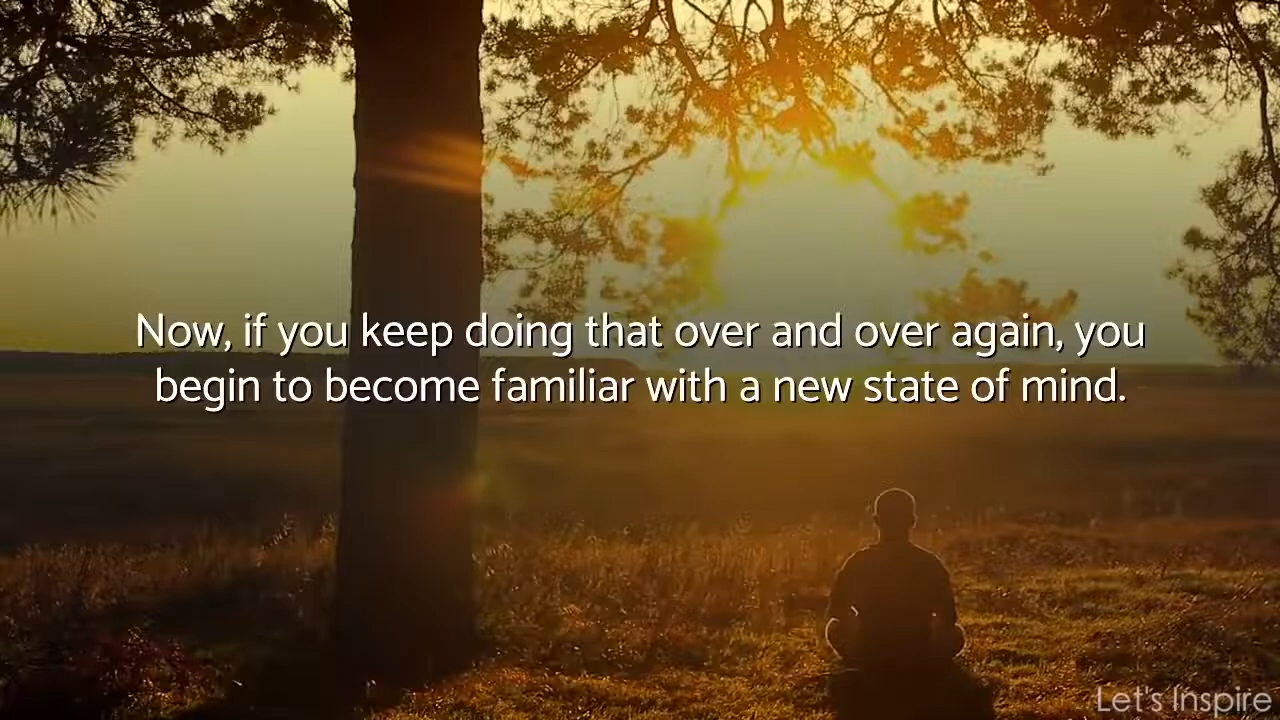 Now, if you keep doing that over and over again, you
begin to become familiar with a new state of mind.
Let's Inspire